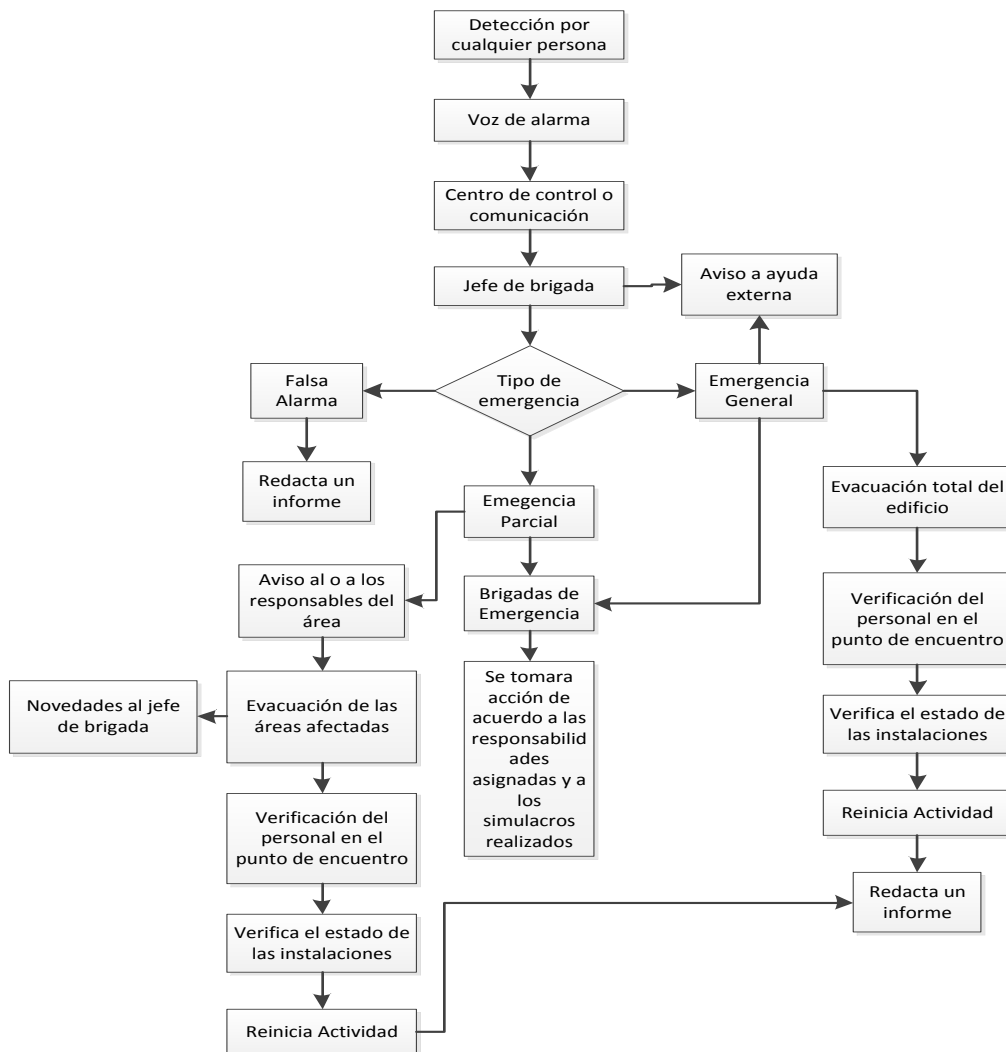 Detección por
cualquier persona
Voz de alarma
Centro de control o
comunicación
Jefe de brigada
Aviso a ayuda
externa
Tipo de
emergencia
Falsa
Alarma
Emergencia
General
Redacta un
informe
Emegencia
Parcial
Evacuación total del
edificio
Aviso al o a los
responsables del
área
Brigadas de
Emergencia
Verificación del
personal en el
punto de encuentro
Novedades al jefe
de brigada
Evacuación de las
áreas afectadas
Se tomara
acción de
acuerdo a las
responsabilid
ades
asignadas y a
los
simulacros
realizados
Verifica el estado de
las instalaciones
Verificación del
personal en el
punto de encuentro
Reinicia Actividad
Redacta un
informe
Verifica el estado de
las instalaciones
Reinicia Actividad